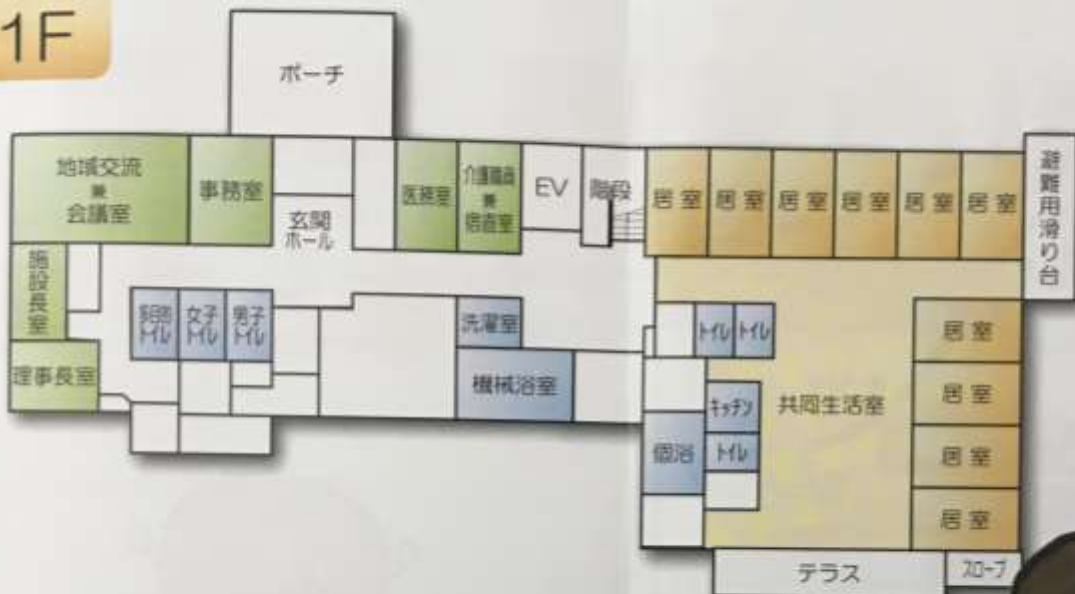 1F
ポーチ
地域交流
兼
会議室
事務室
玄関
ホール
医務室
介護職員
兼
宿直室
EV
階段
居室
居室
居室
居室
居室
居室
避難用滑り台
施設長室
理事長室
トイレ
女子
トイレ
男子
トイレ
洗濯室
機械浴室
トイレ
トイレ
キッチン
トイレ
個浴
共同生活室
居室
居室
居室
居室
テラス
スロープ